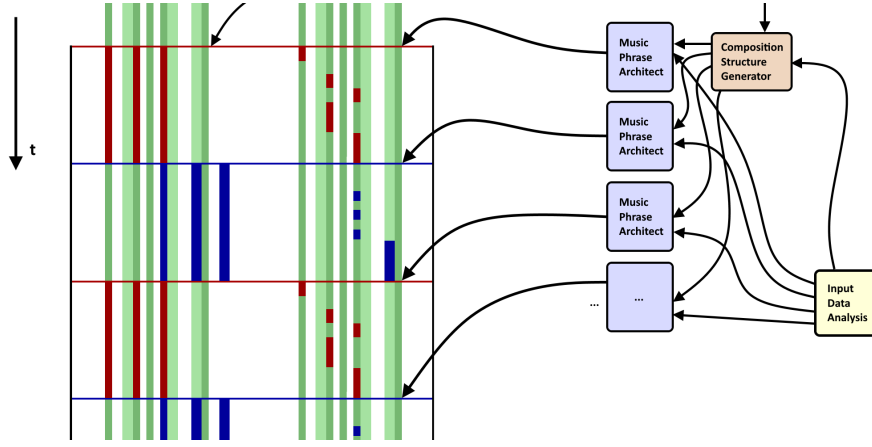 t
Music
Phrase
Architect
Composition
Structure
Generator
Music
Phrase
Architect
Music
Phrase
Architect
...
...
Input
Data
Analysis